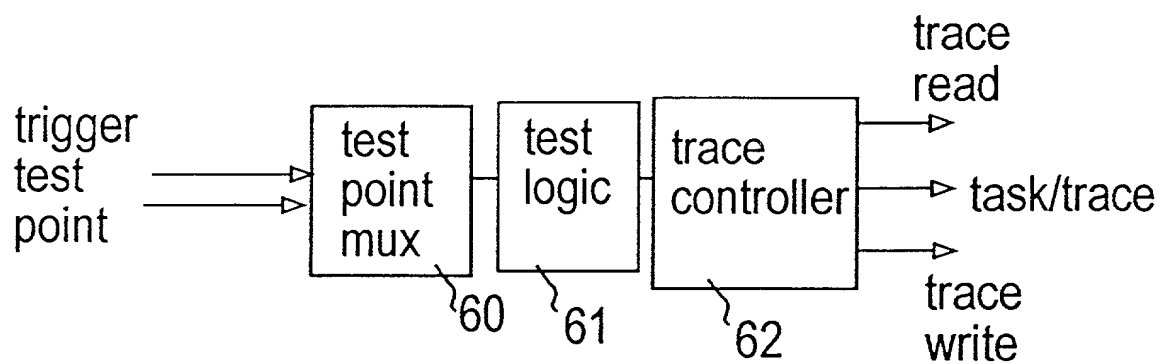 trigger
test
point
test
point
mux
60
test
logic
61
trace
controller
62
trace
read
task/trace
trace
write